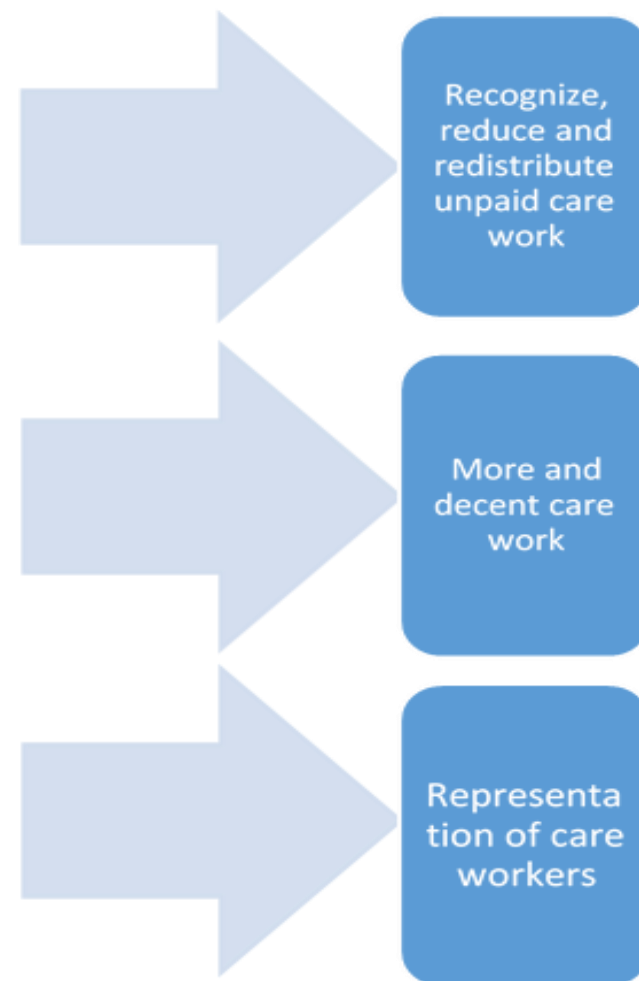 Recognize,
reduce and
redistribute
unpaid care
work
More and
decent care
work
Representa
tion of care
workers